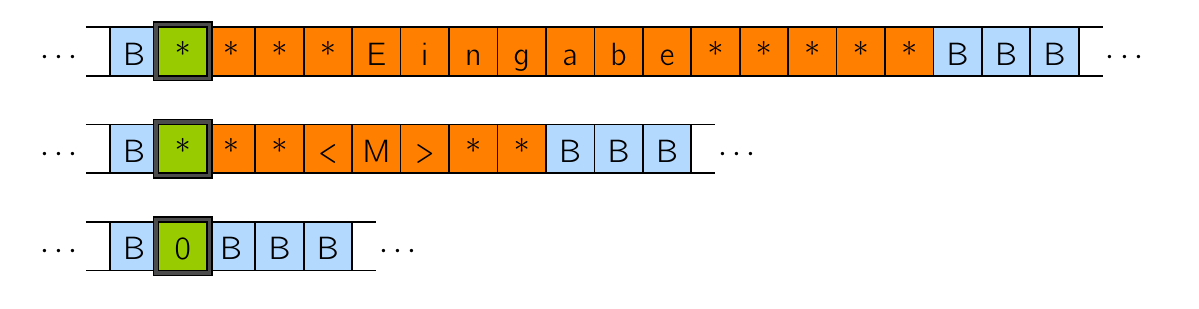 ... B * * * * E i n g a b e * * * * * B B B ...
... B * * * < M > * * B B B ...
... B 0 B B B ...